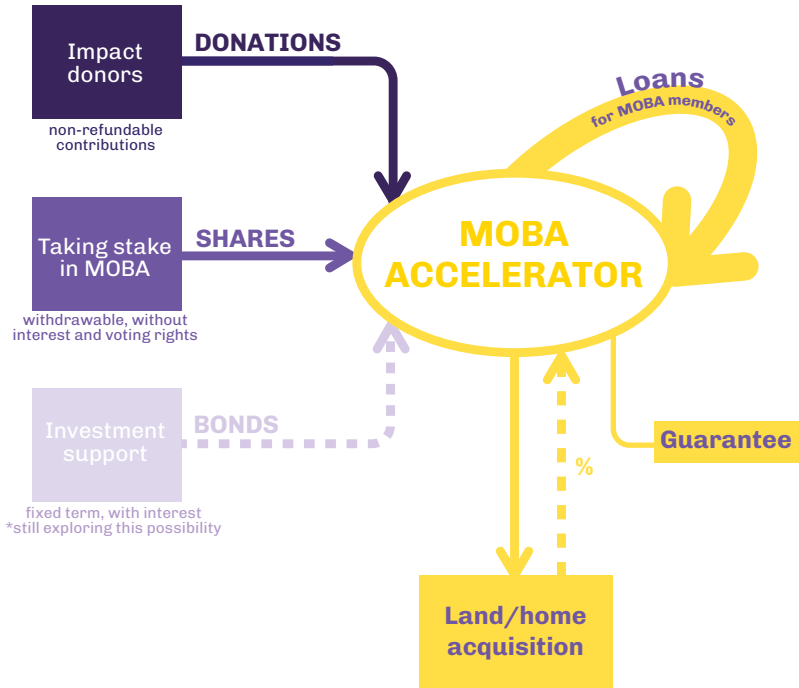 Impact
donors
DONATIONS
non-refundable
contributions
Loans
for MOBA members
Taking stake
in MOBA
SHARES
withdrawable, without
interest and voting rights
MOBA
ACCELERATOR
Investment
support
BONDS
fixed term, with interest
*still exploring this possibility
Guarantee
%
Land/home
acquisition